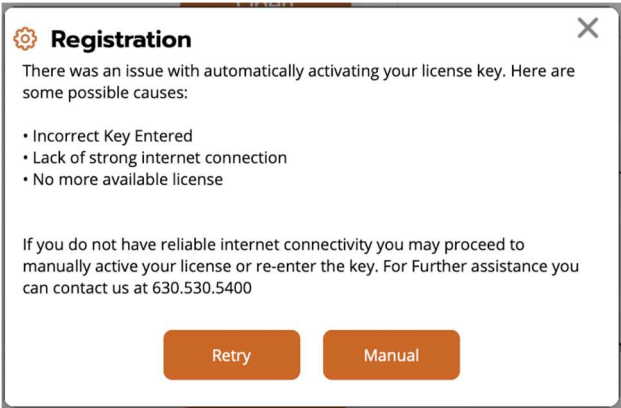 Open
Registration
There was an issue with automatically activating your license key. Here are
some possible causes:
• Incorrect Key Entered
• Lack of strong internet connection
• No more available license
If you do not have reliable internet connectivity you may proceed to
manually active your license or re-enter the key. For Further assistance you
can contact us at 630.530.5400
Retry
Manual